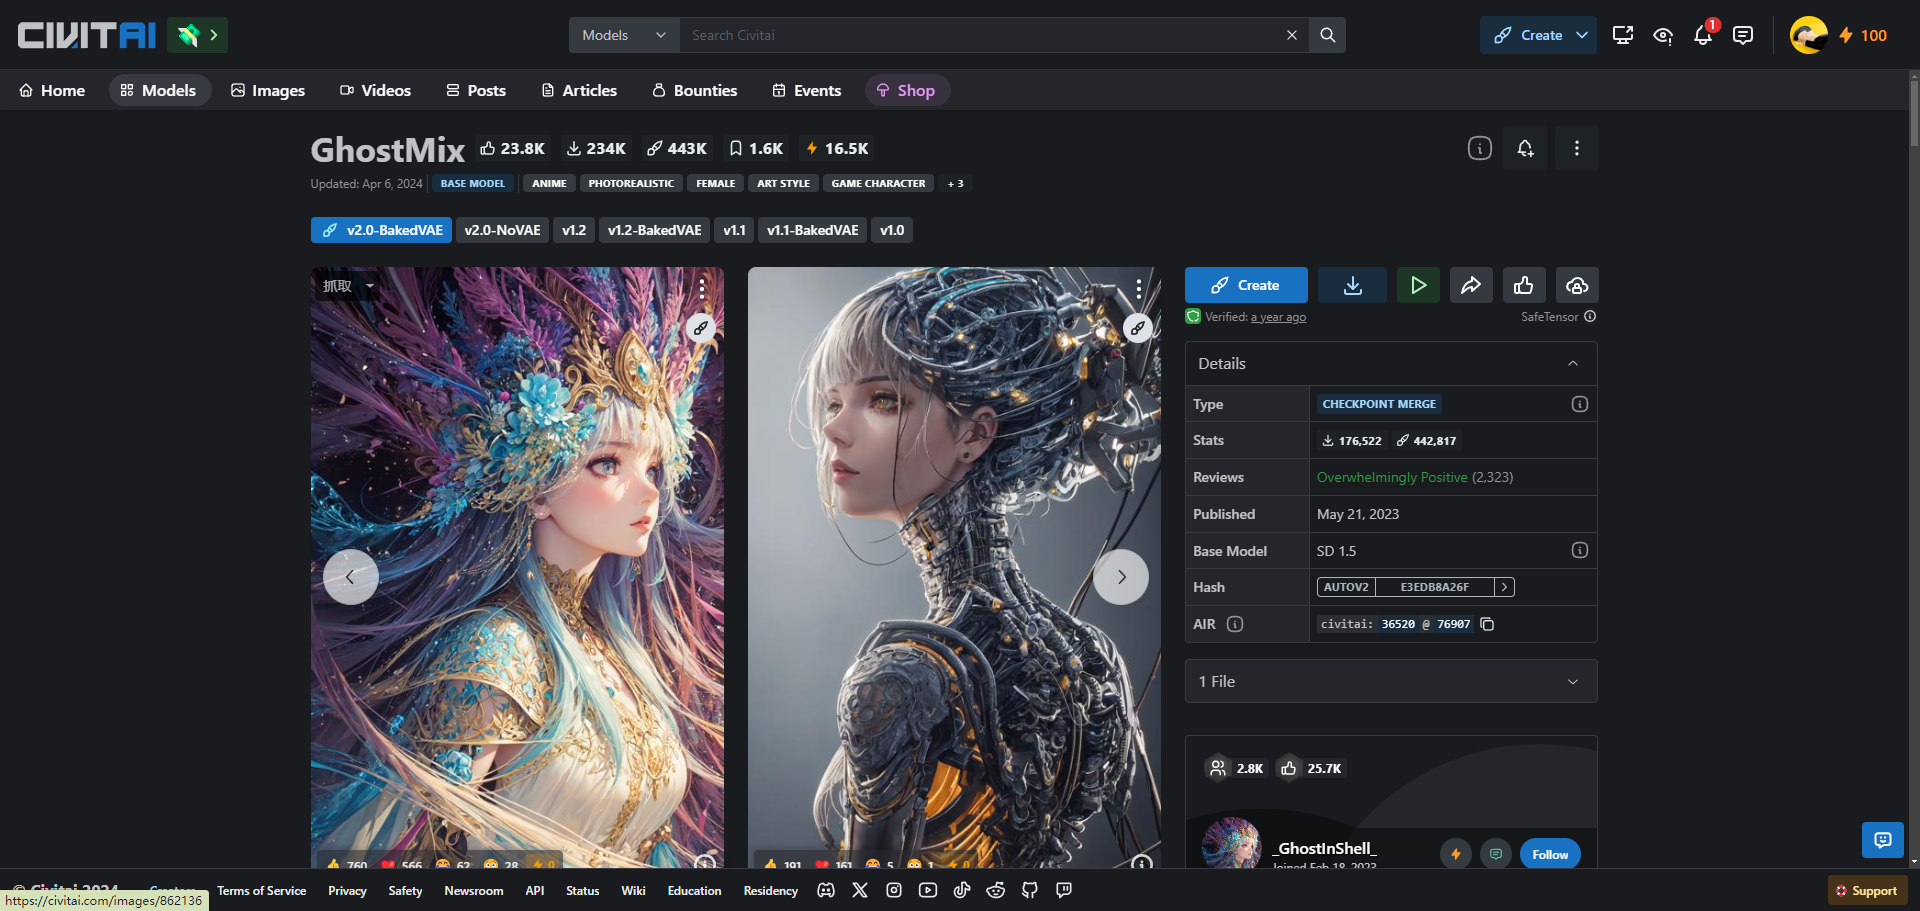 CIVITAI
Models
Search Civitai
Create
1
100
Home
Models
Images
Videos
Posts
Articles
Bounties
Events
Shop
GhostMix 23.8K 234K 443K 1.6K 16.5K
Updated: Apr 6, 2024 BASE MODEL ANIME PHOTOREALISTIC FEMALE ART STYLE GAME CHARACTER + 3
v2.0-BakedVAE v2.0-NoVAE v1.2 v1.2-BakedVAE v1.1 v1.1-BakedVAE v1.0
抓取
760 566 62 28 0
191 161 5 1 0
Create
Verified: a year ago
SafeTensor
Details
Type CHECKPOINT MERGE
Stats 176,522 442,817
Reviews Overwhelmingly Positive (2,323)
Published May 21, 2023
Base Model SD 1.5
Hash AUTOV2 E3EDB8A26F
AIR civitai: 36520 @ 76907
1 File
2.8K 25.7K
_GhostInShell_
Joined Feb 18, 2023
Follow
© Civitai 2024 Creators Terms of Service Privacy Safety Newsroom API Status Wiki Education Residency
Support
https://civitai.com/images/862136